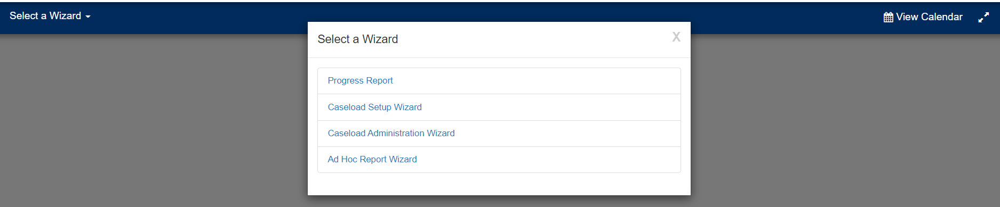 Select a Wizard
View Calendar
Select a Wizard
X
Progress Report
Caseload Setup Wizard
Caseload Administration Wizard
Ad Hoc Report Wizard